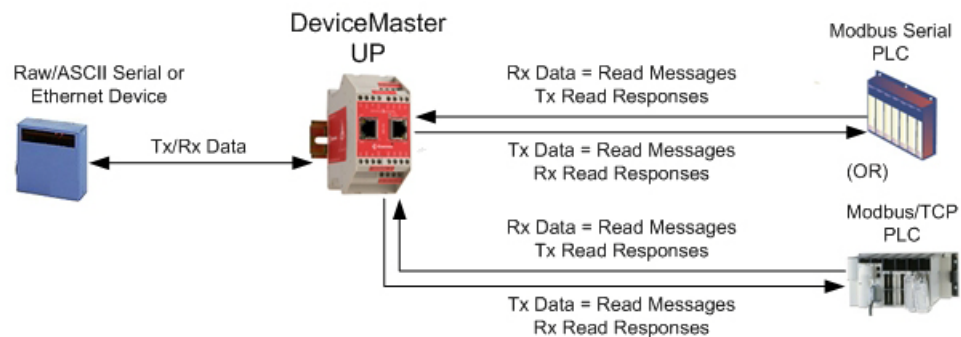 DeviceMaster
UP
Raw/ASCII Serial or
Ethernet Device
Tx/Rx Data
Rx Data = Read Messages
Tx Read Responses
Tx Data = Read Messages
Rx Read Responses
Modbus Serial
PLC
(OR)
Modbus/TCP
PLC
Rx Data = Read Messages
Tx Read Responses
Tx Data = Read Messages
Rx Read Responses